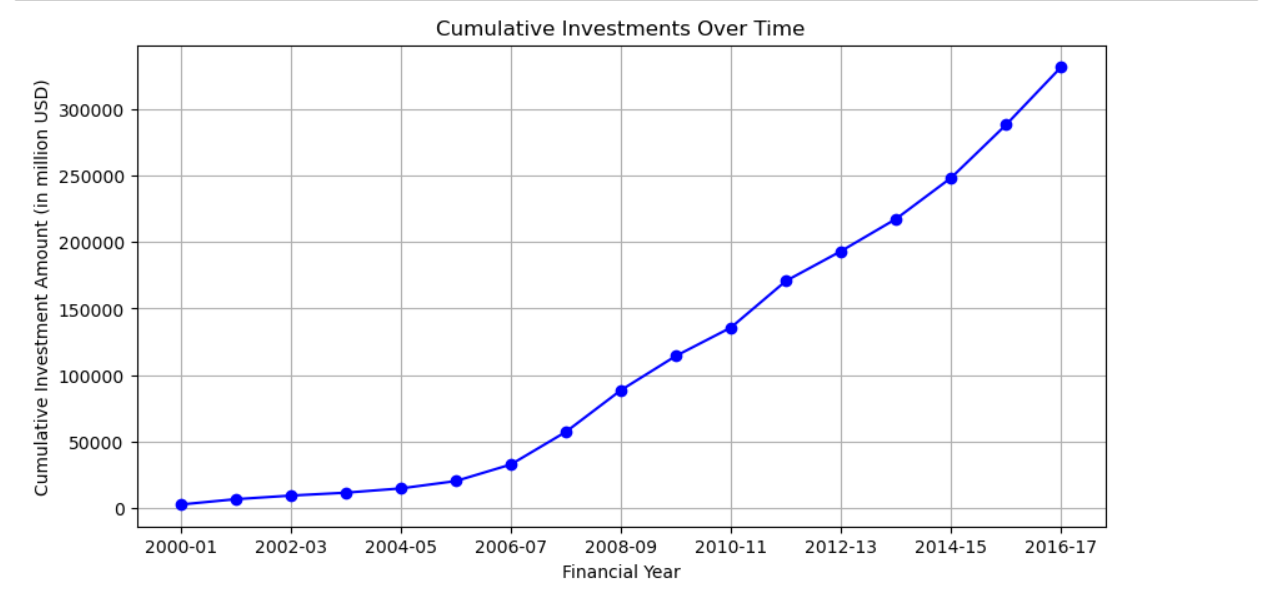 Cumulative Investments Over Time
Cumulative Investment Amount (in million USD)
300000
250000
200000
150000
100000
50000
0
2000-01 2002-03 2004-05 2006-07 2008-09 2010-11 2012-13 2014-15 2016-17
Financial Year